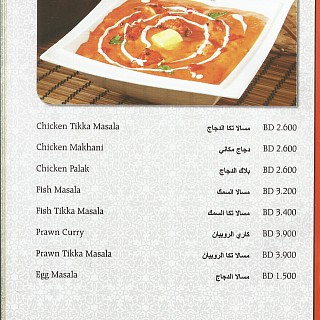 Chicken Tikka Masala مسالا تكا الدجاج BD 2.600
Chicken Makhani دجاج مكاني BD 2.600
Chicken Palak بلاك الدجاج BD 2.600
Fish Masala مسالا السمك BD 3.200
Fish Tikka Masala مسالا تكا السمك BD 3.400
Prawn Curry كاري الروبيان BD 3.900
Prawn Tikka Masala مسالا تكا الروبيان BD 3.900
Egg Masala مسالا الدجاج BD 1.500